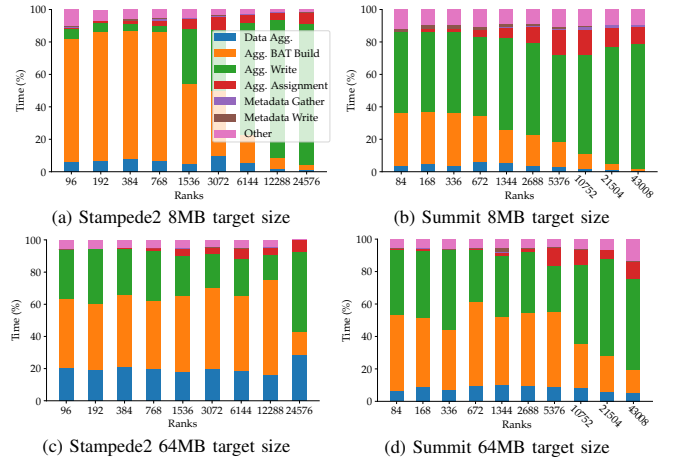 100
80
60
40
20
0
Time (%)
Data Agg.
Agg. BAT Build
Agg. Write
Agg. Assignment
Metadata Gather
Metadata Write
Other
96 192 384 768 1536 3072 6144 12288 24576
Ranks
(a) Stampede2 8MB target size
100
80
60
40
20
0
Time (%)
84 168 336 672 1344 2688 5376 10752 21504 43008
Ranks
(b) Summit 8MB target size
100
80
60
40
20
0
Time (%)
96 192 384 768 1536 3072 6144 12288 24576
Ranks
(c) Stampede2 64MB target size
100
80
60
40
20
0
Time (%)
84 168 336 672 1344 2688 5376 10752 21504 43008
Ranks
(d) Summit 64MB target size